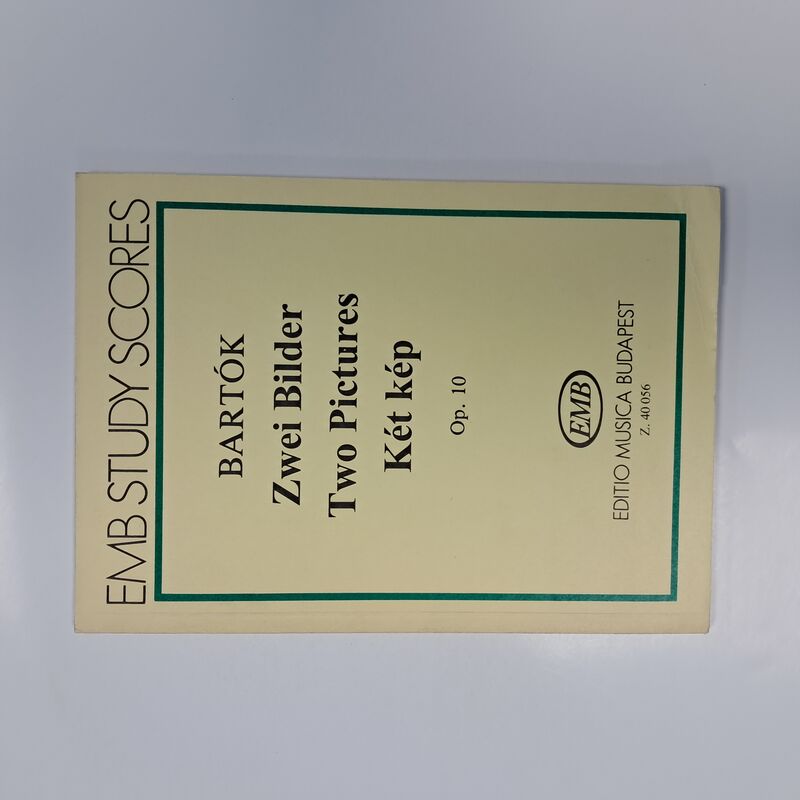 EMB STUDY SCORES
BARTÓK
Zwei Bilder
Two Pictures
Két kép
Op. 10
EMB
EDITIO MUSICA BUDAPEST
Z. 40 056